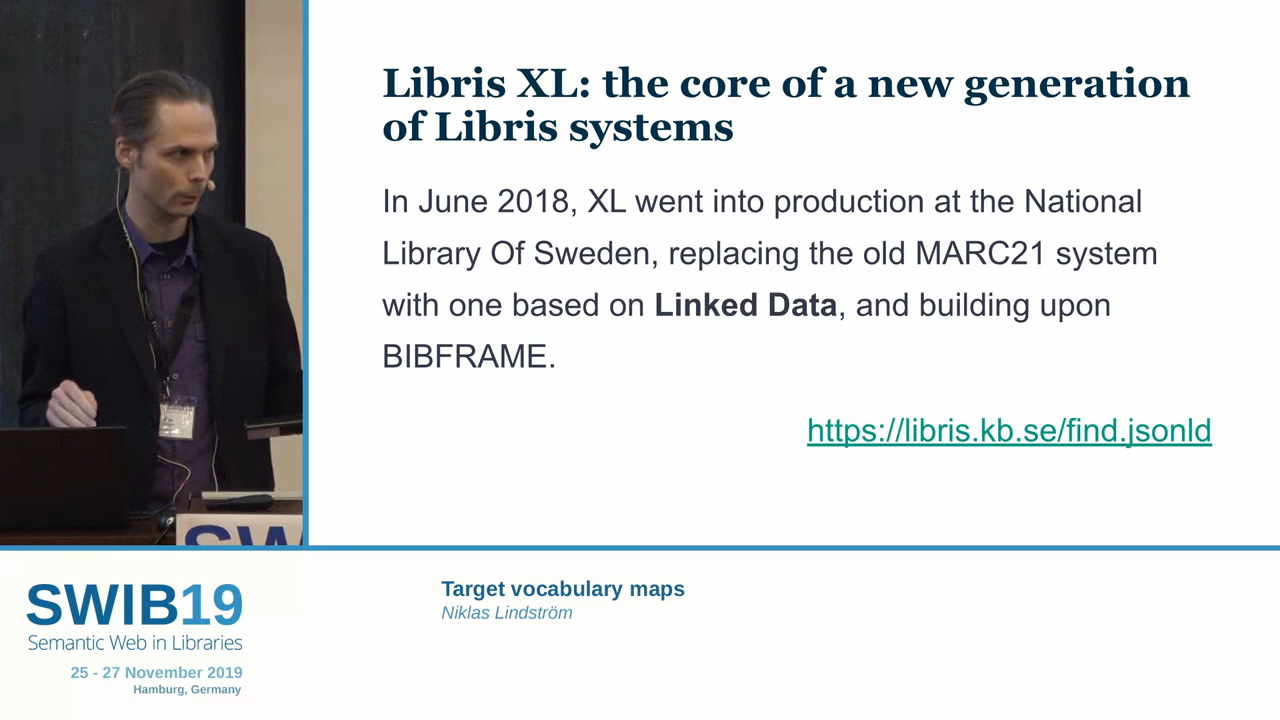 Libris XL: the core of a new generation
of Libris systems
In June 2018, XL went into production at the National
Library Of Sweden, replacing the old MARC21 system
with one based on Linked Data, and building upon
BIBFRAME.
https://libris.kb.se/find.jsonld
SW
SWIB19
Semantic Web in Libraries
25 - 27 November 2019
Hamburg, Germany
Target vocabulary maps
Niklas Lindström